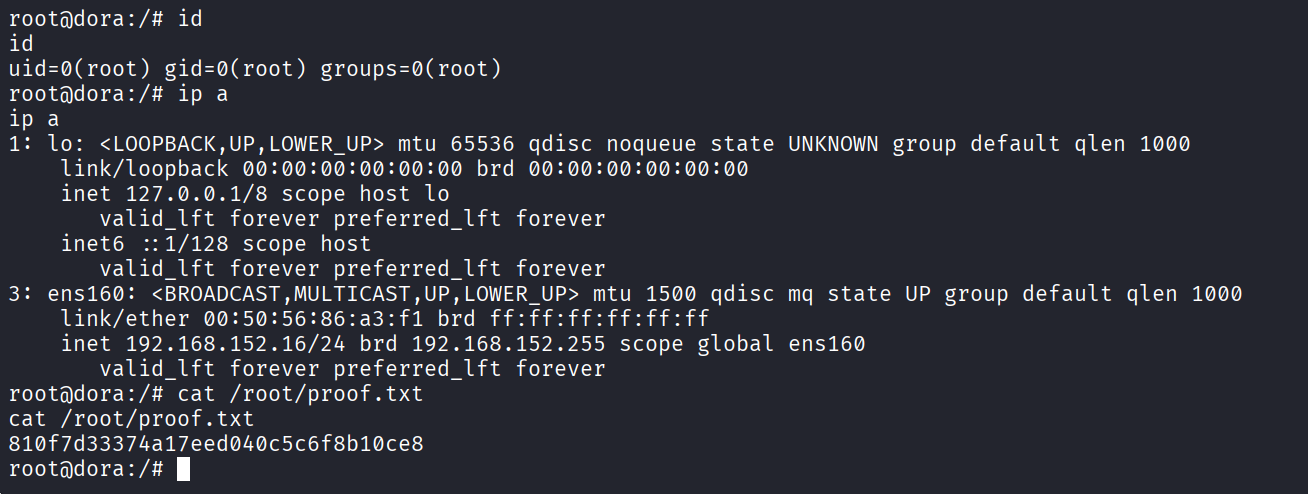 root@dora:/# id
id
uid=0(root) gid=0(root) groups=0(root)
root@dora:/# ip a
ip a
1: lo: <LOOPBACK,UP,LOWER_UP> mtu 65536 qdisc noqueue state UNKNOWN group default qlen 1000
    link/loopback 00:00:00:00:00:00 brd 00:00:00:00:00:00
    inet 127.0.0.1/8 scope host lo
       valid_lft forever preferred_lft forever
    inet6 ::1/128 scope host
       valid_lft forever preferred_lft forever
3: ens160: <BROADCAST,MULTICAST,UP,LOWER_UP> mtu 1500 qdisc mq state UP group default qlen 1000
    link/ether 00:50:56:86:a3:f1 brd ff:ff:ff:ff:ff:ff
    inet 192.168.152.16/24 brd 192.168.152.255 scope global ens160
       valid_lft forever preferred_lft forever
root@dora:/# cat /root/proof.txt
cat /root/proof.txt
810f7d33374a17eed040c5c6f8b10ce8
root@dora:/#